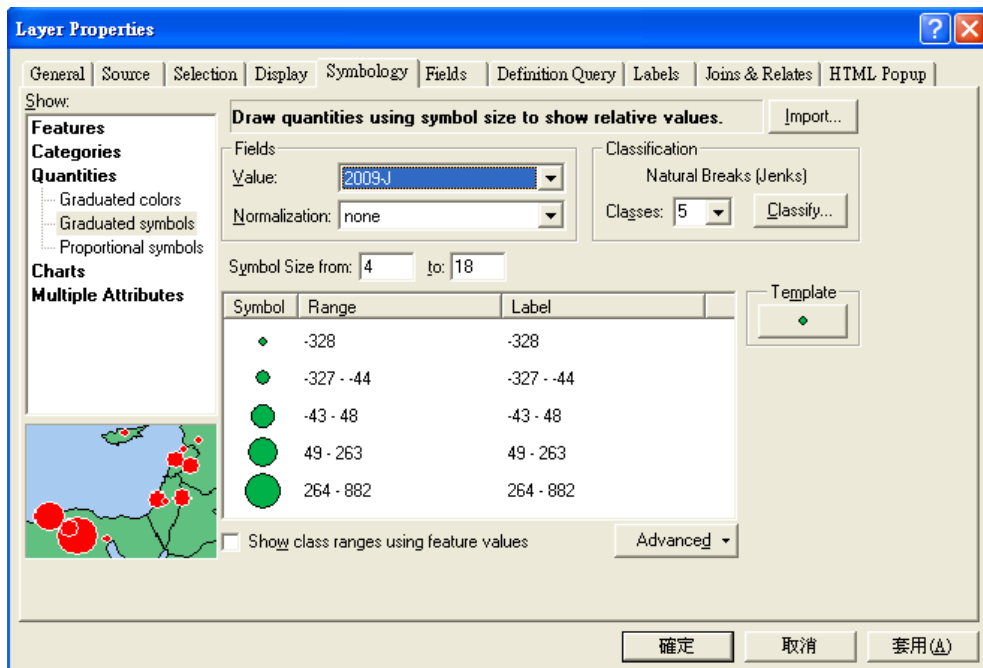 Layer Properties
General Source Selection Display Symbology Fields Definition Query Labels Joins & Relates HTML Popup
Show:
Features
Categories
Quantities
Graduated colors
Graduated symbols
Proportional symbols
Charts
Multiple Attributes
Draw quantities using symbol size to show relative values.
Import...
Fields
Value: 2009-J
Normalization: none
Classification
Natural Breaks (Jenks)
Classes: 5 Classify...
Symbol Size from: 4 to: 18
Symbol Range Label
-328 -328
-327 - -44 -327 - -44
-43 - 48 -43 - 48
49 - 263 49 - 263
264 - 882 264 - 882
Template
Show class ranges using feature values
Advanced
確定 取消 套用(A)